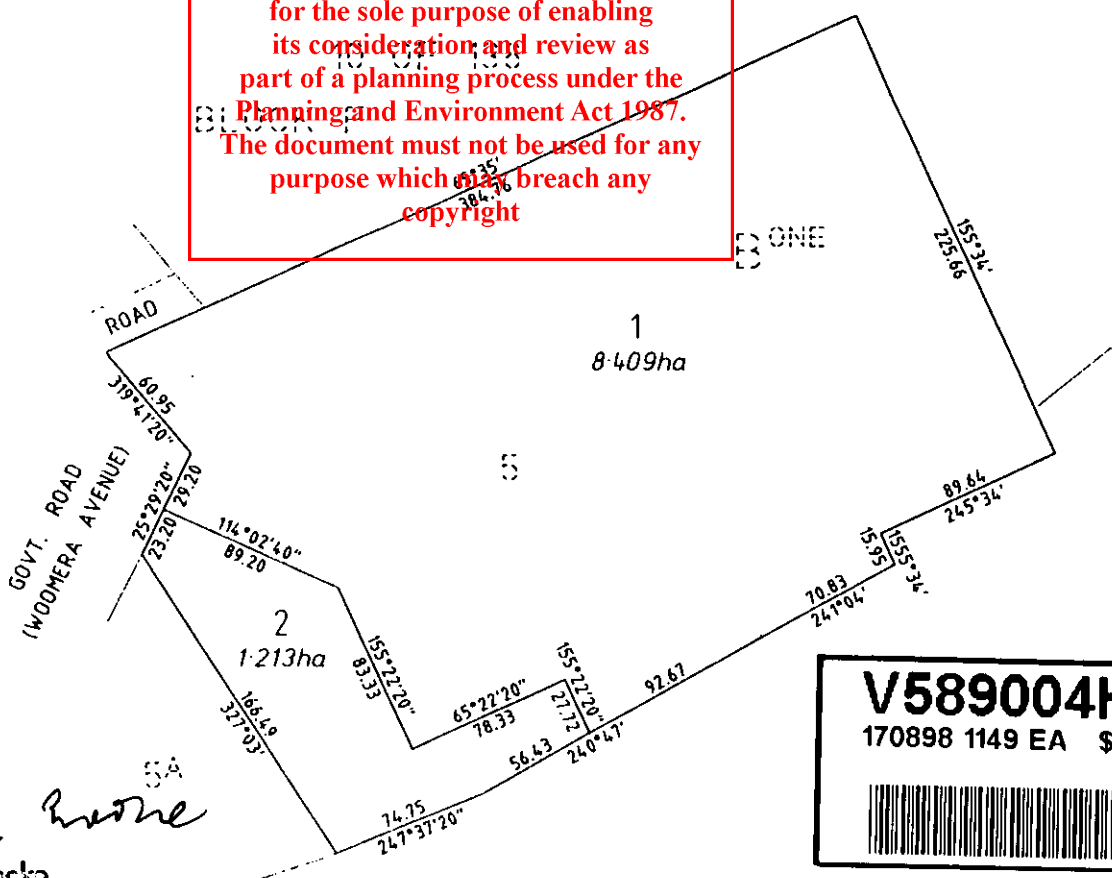 for the sole purpose of enabling
its consideration and review as
part of a planning process under the
Planning and Environment Act 1987.
The document must not be used for any
purpose which may breach any
copyright
BLOCK F
384.76
155°34'
225.66
B ONE
ROAD
1
8·409ha
60.95
319°41'20"
5
GOVT. ROAD
(WOOMERA AVENUE)
25°29'20"
29.20
23.20
114°02'40"
89.20
89.64
245°34'
15.95
1555°34'
70.83
241°04'
2
1·213ha
155°22'20"
83.33
65°22'20"
78.33
155°22'20"
27.72
92.67
56.43
240°47'
166.49
327°03'
5A
74.75
247°37'20"
V589004
170898 1149 EA $